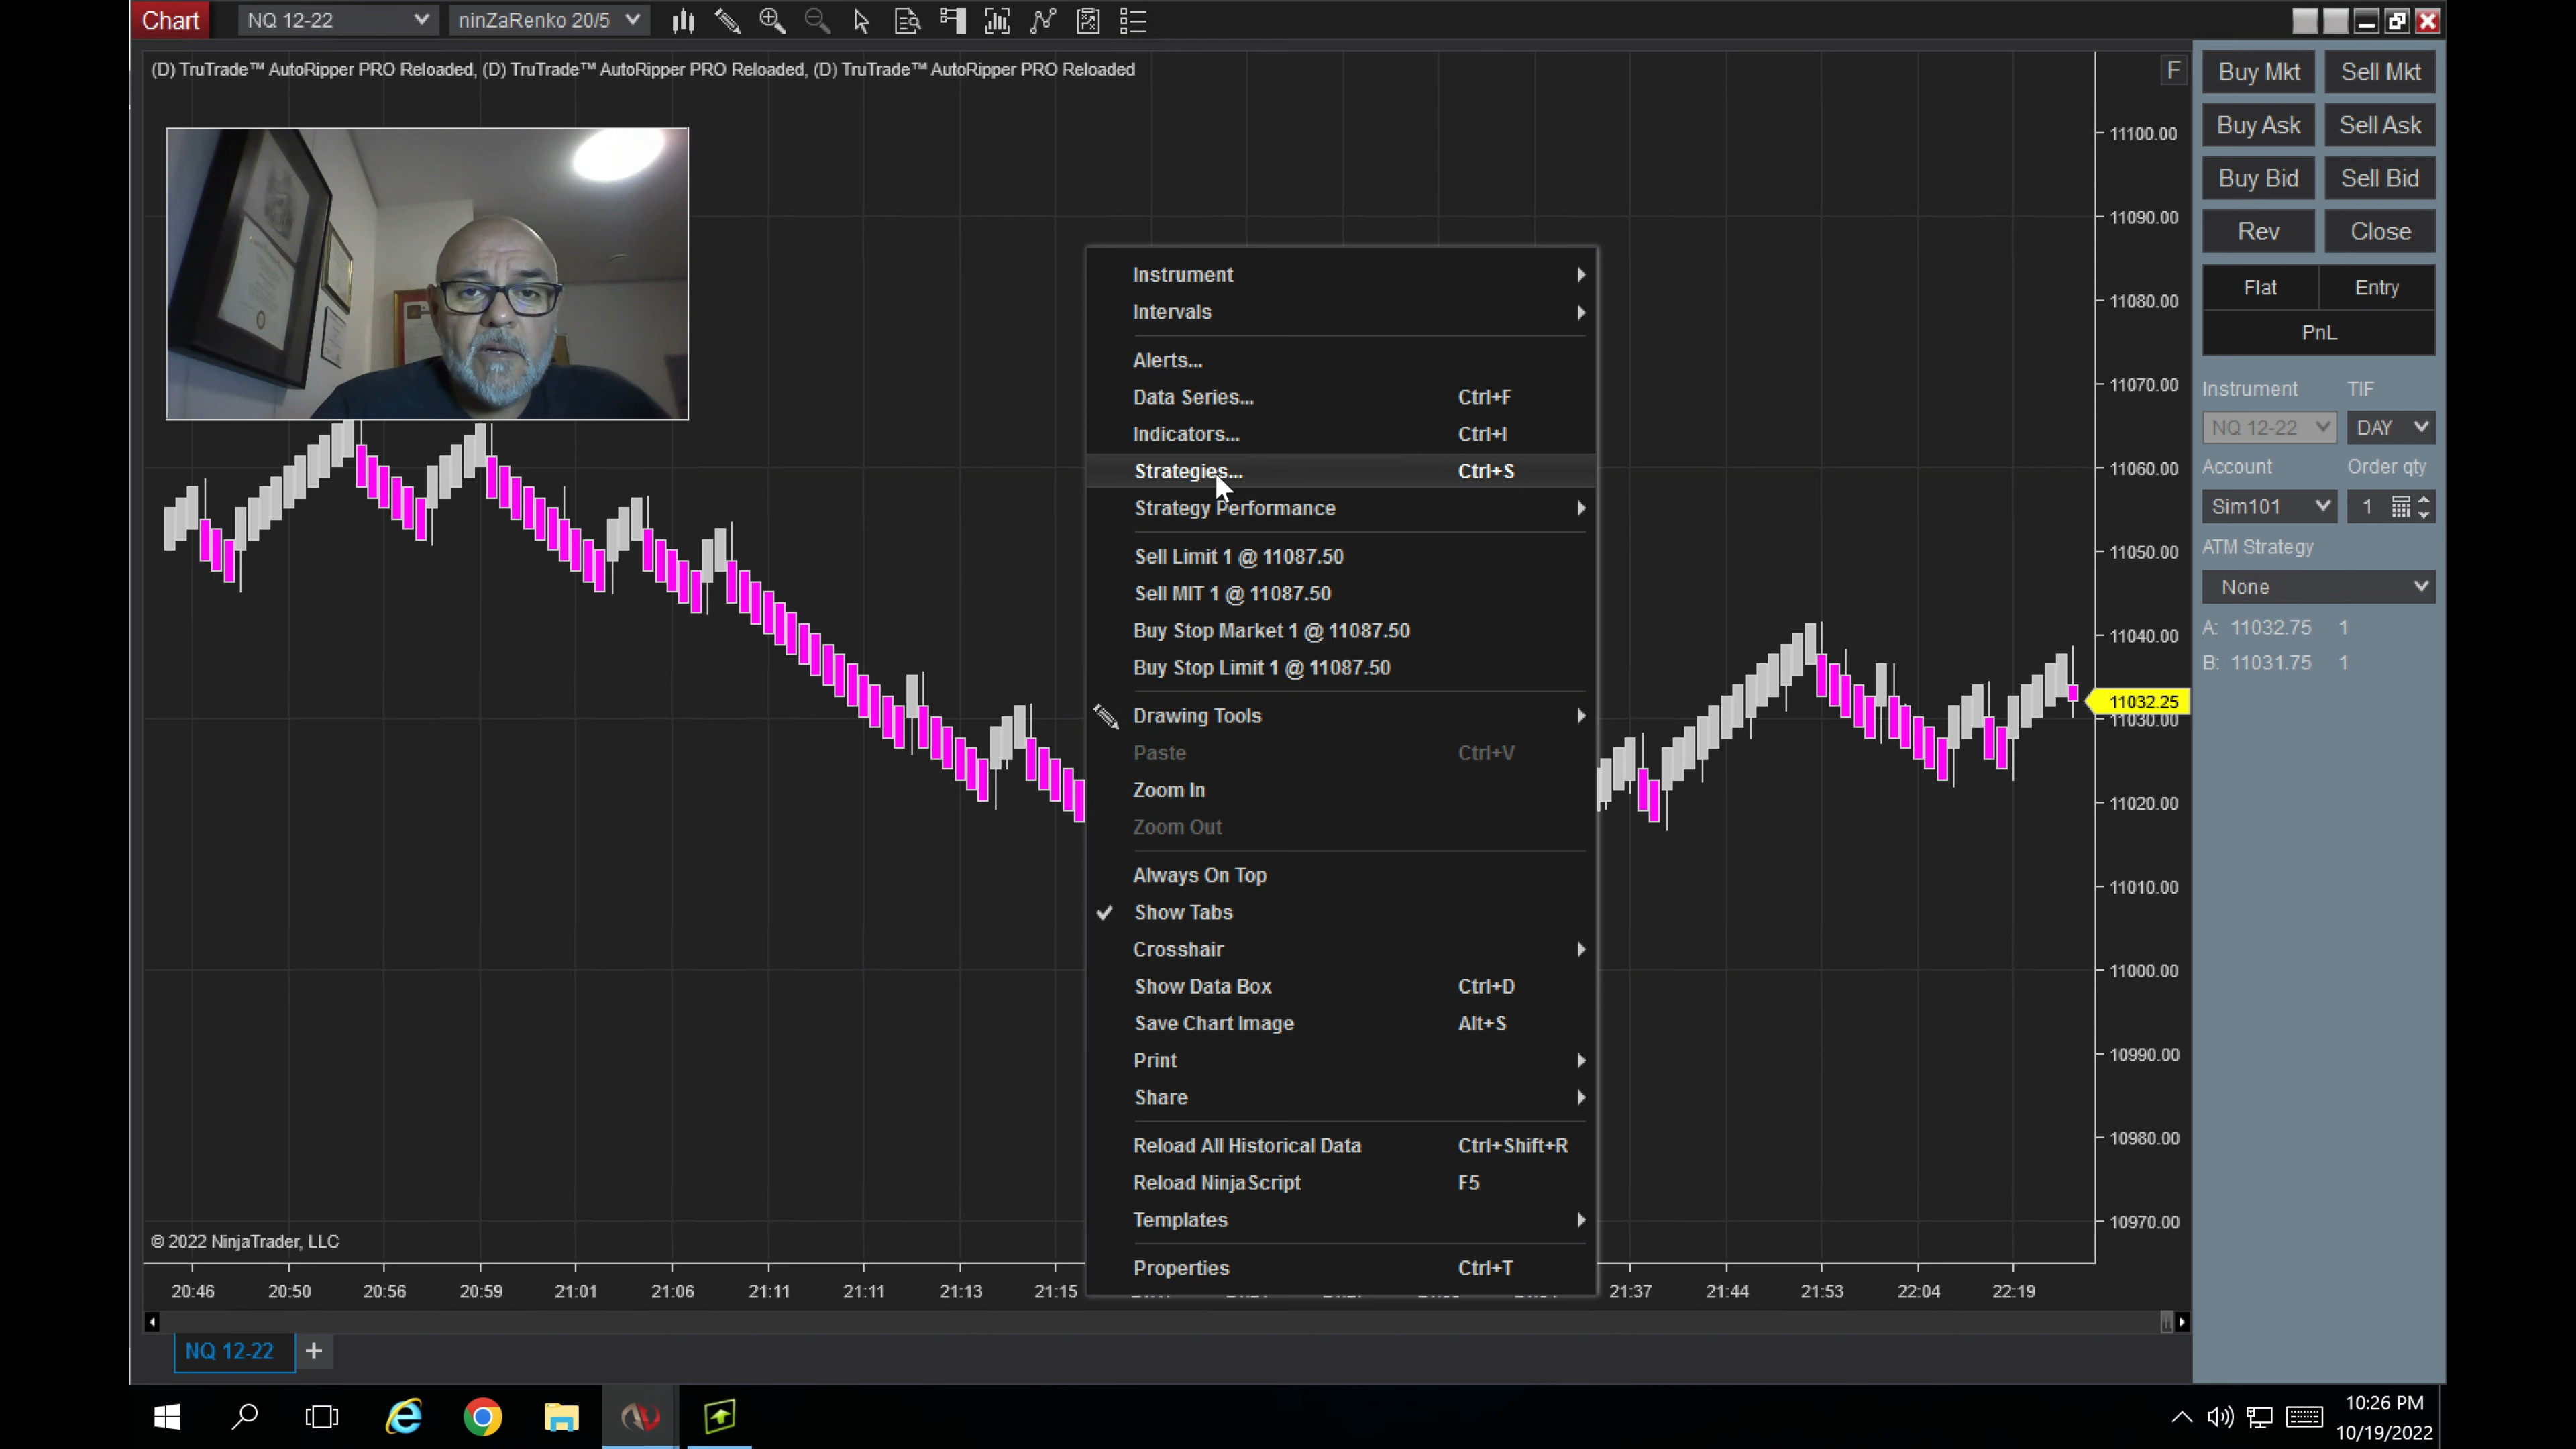 Chart NQ 12-22 ninZaRenko 20/5
(D) TruTrade™ AutoRipper PRO Reloaded, (D) TruTrade™ AutoRipper PRO Reloaded, (D) TruTrade™ AutoRipper PRO Reloaded
F
Instrument
Intervals
Alerts...
Data Series... Ctrl+F
Indicators... Ctrl+I
Strategies... Ctrl+S
Strategy Performance
Sell Limit 1 @ 11087.50
Sell MIT 1 @ 11087.50
Buy Stop Market 1 @ 11087.50
Buy Stop Limit 1 @ 11087.50
Drawing Tools
Paste Ctrl+V
Zoom In
Zoom Out
Always On Top
Show Tabs
Crosshair
Show Data Box Ctrl+D
Save Chart Image Alt+S
Print
Share
Reload All Historical Data Ctrl+Shift+R
Reload NinjaScript F5
Templates
Properties Ctrl+T
11100.00
11090.00
11080.00
11070.00
11060.00
11050.00
11040.00
11032.25
11030.00
11020.00
11010.00
11000.00
10990.00
10980.00
10970.00
Buy Mkt Sell Mkt
Buy Ask Sell Ask
Buy Bid Sell Bid
Rev Close
Flat Entry
PnL
Instrument TIF
NQ 12-22 DAY
Account Order qty
Sim101 1
ATM Strategy
None
A: 11032.75 1
B: 11031.75 1
© 2022 NinjaTrader, LLC
20:46 20:50 20:56 20:59 21:01 21:06 21:11 21:11 21:13 21:15 21:37 21:44 21:53 22:04 22:19
NQ 12-22 +
10:26 PM
10/19/2022